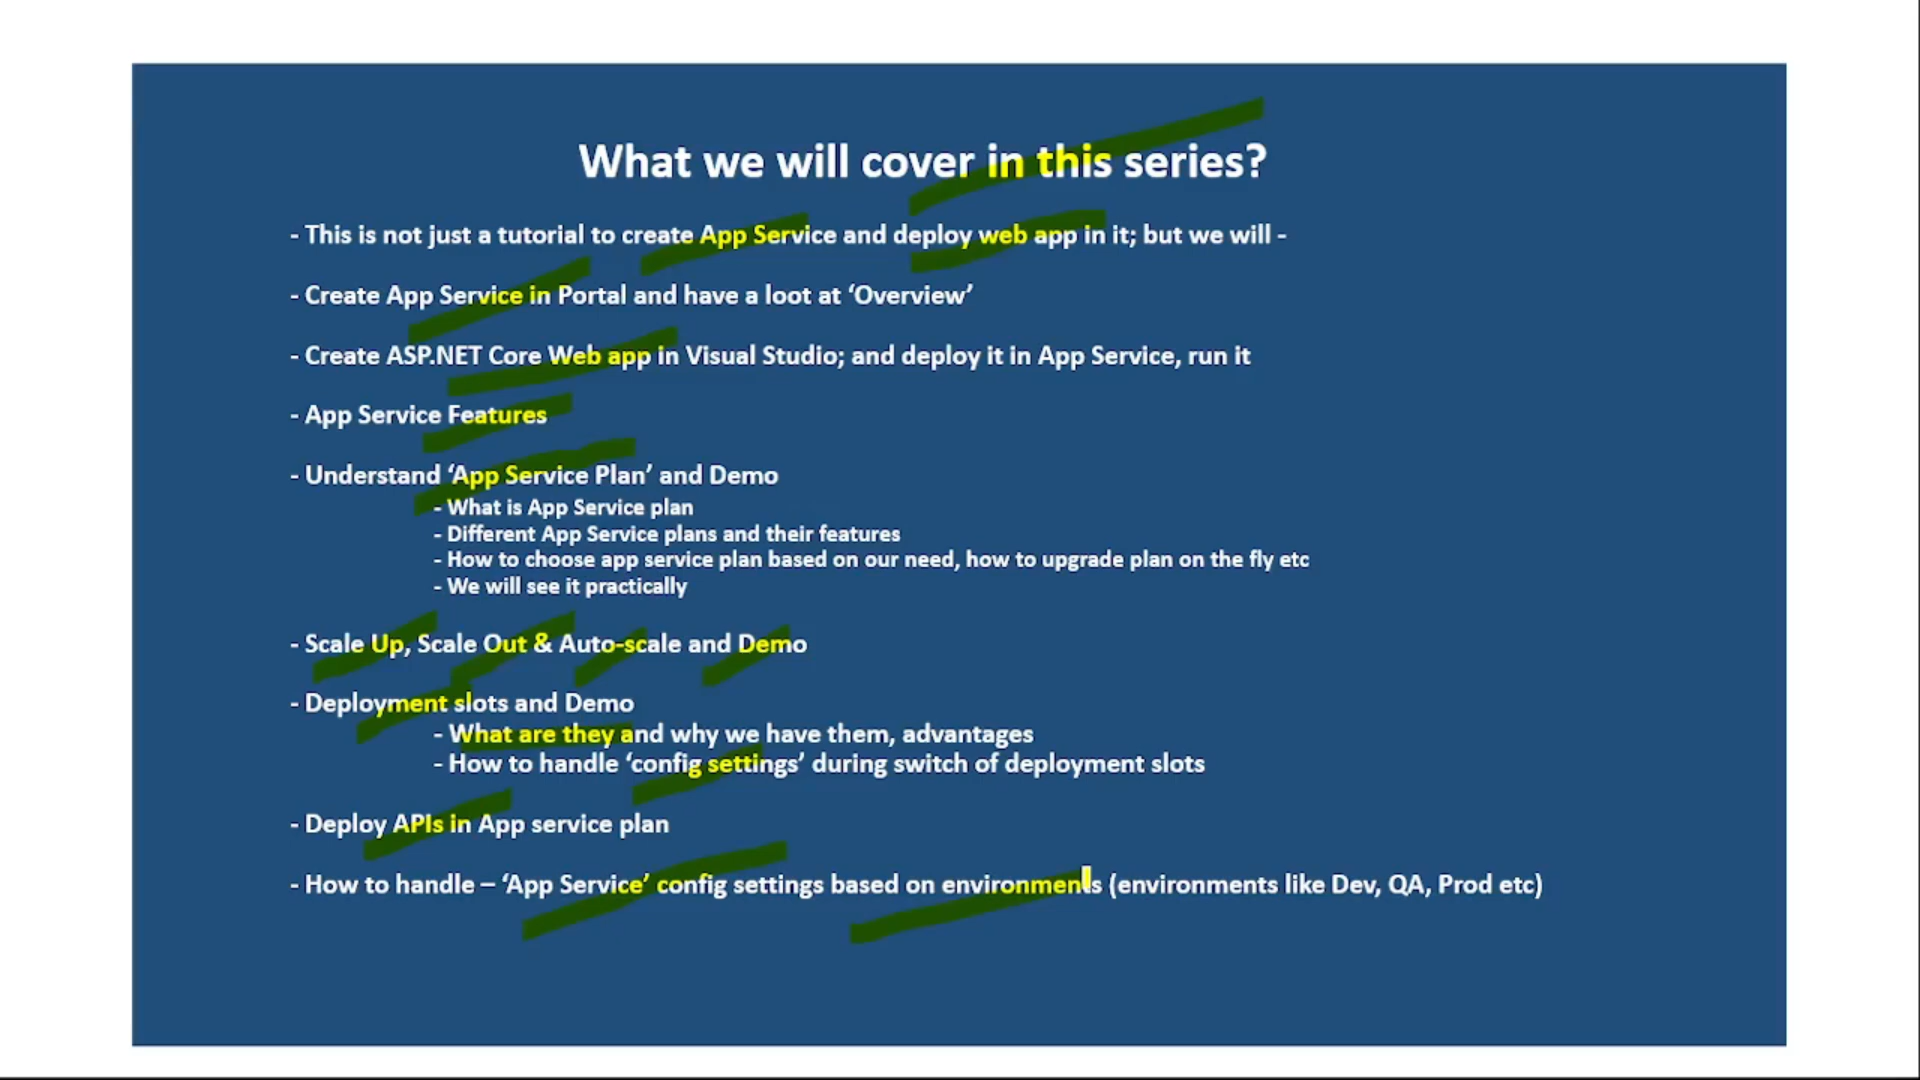 What we will cover in this series?
- This is not just a tutorial to create App Service and deploy web app in it; but we will -
- Create App Service in Portal and have a loot at ‘Overview’
- Create ASP.NET Core Web app in Visual Studio; and deploy it in App Service, run it
- App Service Features
- Understand ‘App Service Plan’ and Demo
- What is App Service plan
- Different App Service plans and their features
- How to choose app service plan based on our need, how to upgrade plan on the fly etc
- We will see it practically
- Scale Up, Scale Out & Auto-scale and Demo
- Deployment slots and Demo
- What are they and why we have them, advantages
- How to handle ‘config settings’ during switch of deployment slots
- Deploy APIs in App service plan
- How to handle – ‘App Service’ config settings based on environments (environments like Dev, QA, Prod etc)